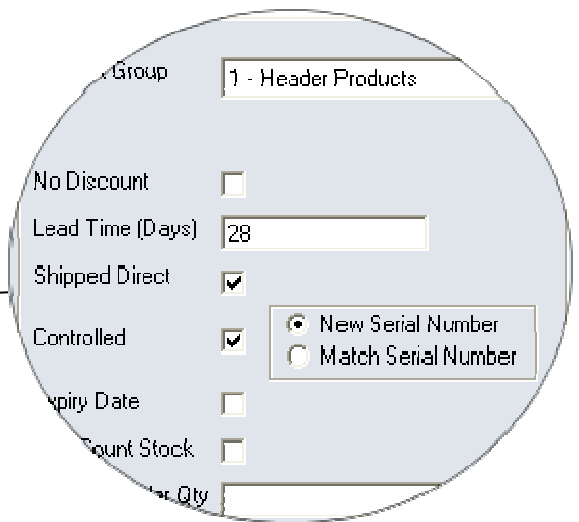 Group
1 - Header Products
No Discount
Lead Time (Days)
28
Shipped Direct
Controlled
New Serial Number
Match Serial Number
Date
Stock
Qty